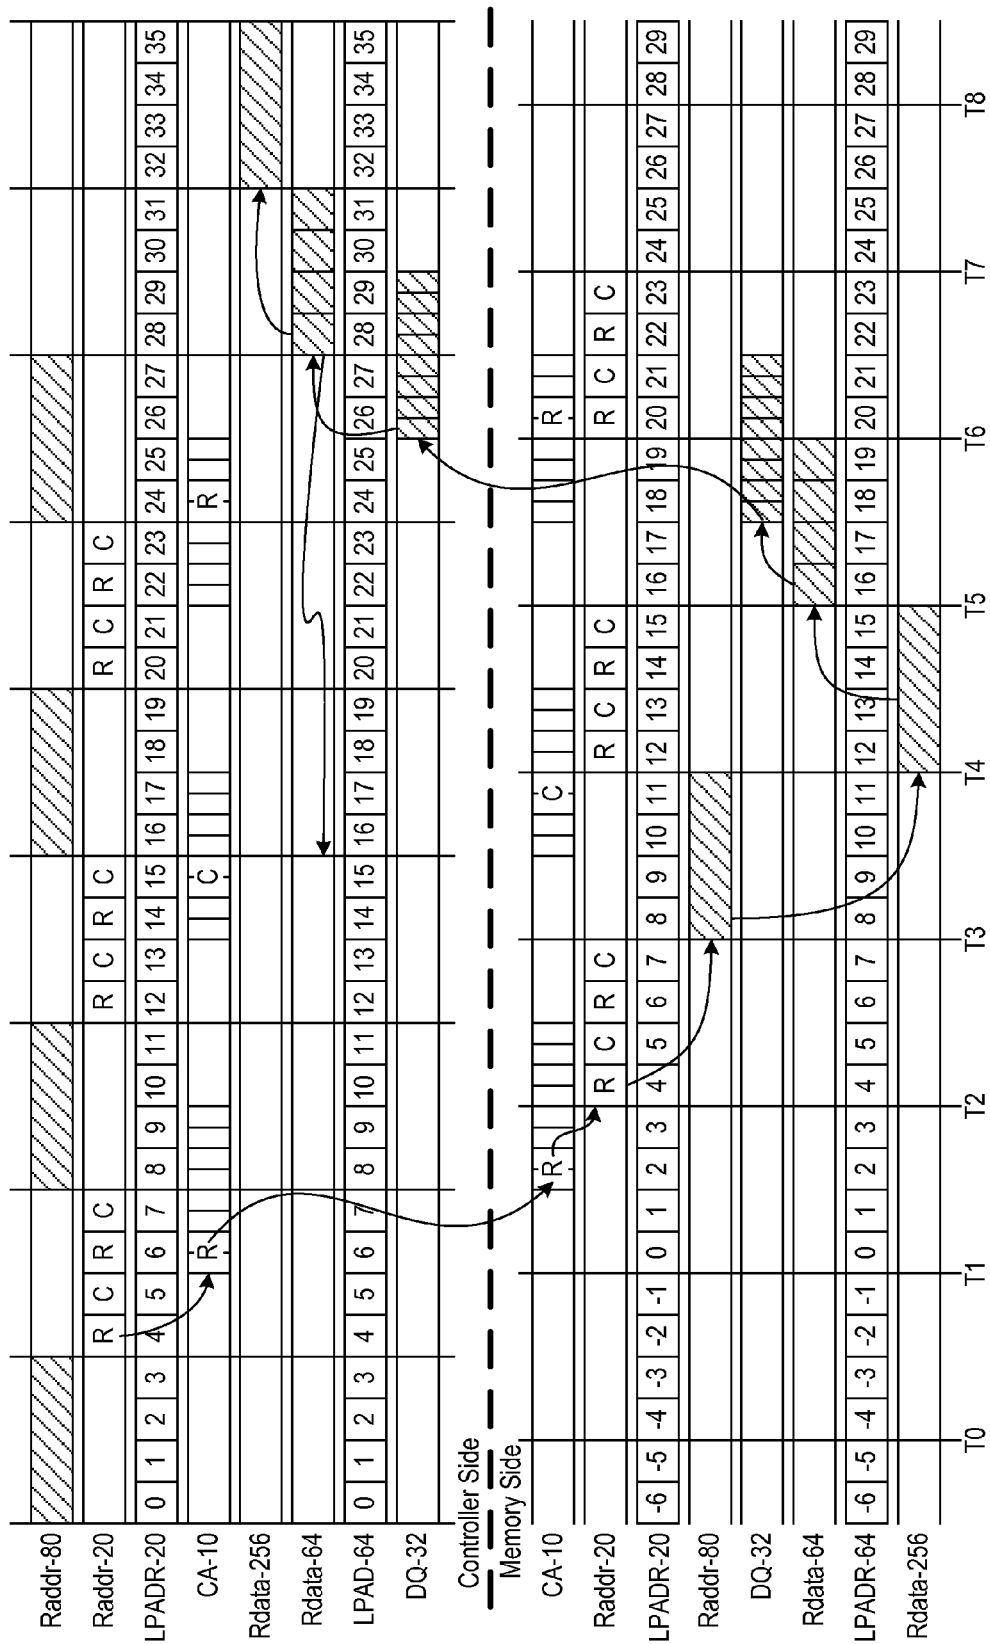 Raddr-80
Raddr-20 R C R C R C R C R C R C
LPADR-20 0 1 2 3 4 5 6 7 8 9 10 11 12 13 14 15 16 17 18 19 20 21 22 23 24 25 26 27 28 29 30 31 32 33 34 35
CA-10 R C R
Rdata-256
Rdata-64
LPAD-64 0 1 2 3 4 5 6 7 8 9 10 11 12 13 14 15 16 17 18 19 20 21 22 23 24 25 26 27 28 29 30 31 32 33 34 35
DQ-32
Controller Side
Memory Side
CA-10 R C R
Raddr-20 R C R C R C R C R C R C
LPADR-20 -6 -5 -4 -3 -2 -1 0 1 2 3 4 5 6 7 8 9 10 11 12 13 14 15 16 17 18 19 20 21 22 23 24 25 26 27 28 29
Raddr-80
DQ-32
Rdata-64
LPADR-64 -6 -5 -4 -3 -2 -1 0 1 2 3 4 5 6 7 8 9 10 11 12 13 14 15 16 17 18 19 20 21 22 23 24 25 26 27 28 29
Rdata-256
T0 T1 T2 T3 T4 T5 T6 T7 T8